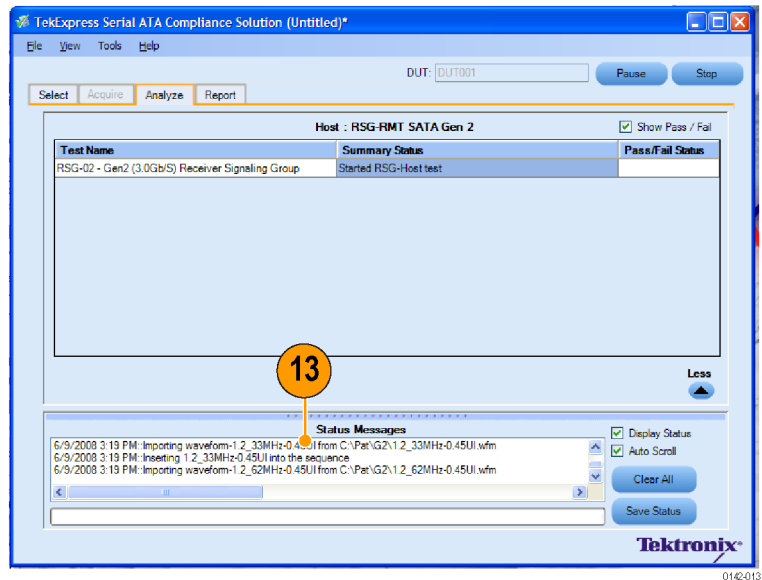 TekExpress Serial ATA Compliance Solution (Untitled)*
File View Tools Help
DUT: DUT001 Pause Stop
Select Acquire Analyze Report
Host : RSG-RMT SATA Gen 2 Show Pass / Fail
Test Name Summary Status Pass/Fail Status
RSG-02 - Gen2 (3.0Gb/S) Receiver Signaling Group Started RSG-Host test
13
Less
Status Messages
Display Status
6/9/2008 3:19 PM::Importing waveform-1.2_33MHz-0.45UI from C:\Pat\G2\1.2_33MHz-0.45UI.wfm
Auto Scroll
6/9/2008 3:19 PM::Inserting 1.2_33MHz-0.45UI into the sequence
6/9/2008 3:19 PM::Importing waveform-1.2_62MHz-0.45UI from C:\Pat\G2\1.2_62MHz-0.45UI.wfm
Clear All
Save Status
Tektronix
0142-013